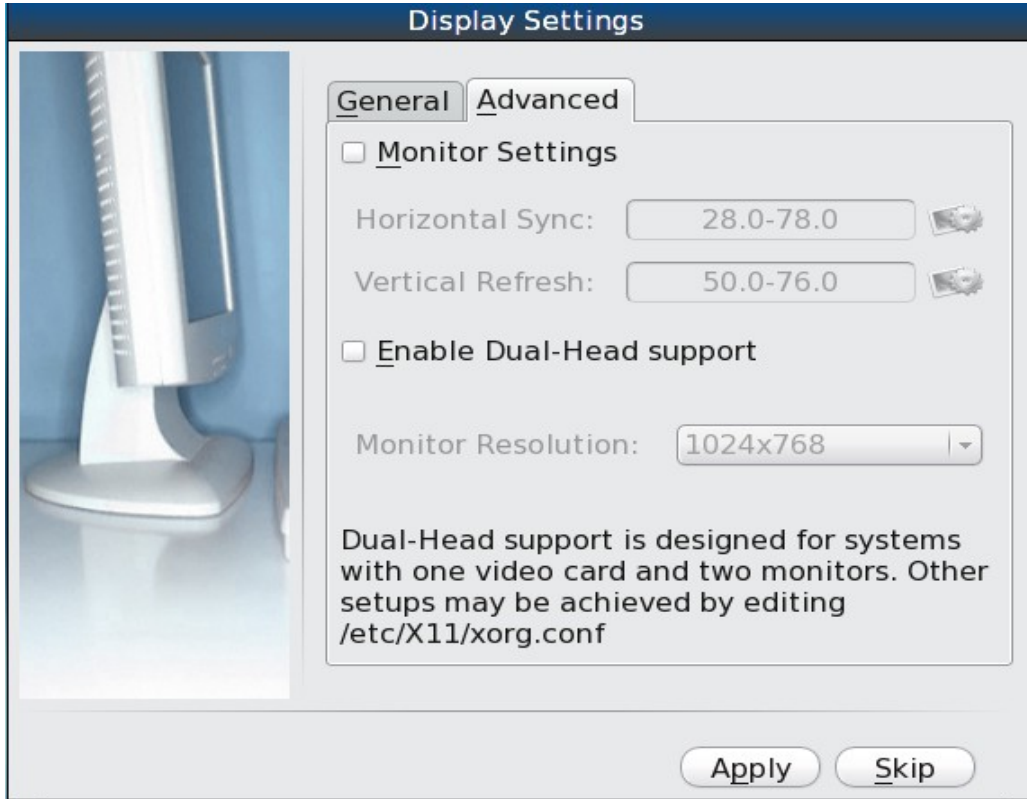 Display Settings
General Advanced
Monitor Settings
Horizontal Sync: 28.0-78.0
Vertical Refresh: 50.0-76.0
Enable Dual-Head support
Monitor Resolution: 1024x768
Dual-Head support is designed for systems
with one video card and two monitors. Other
setups may be achieved by editing
/etc/X11/xorg.conf
Apply Skip